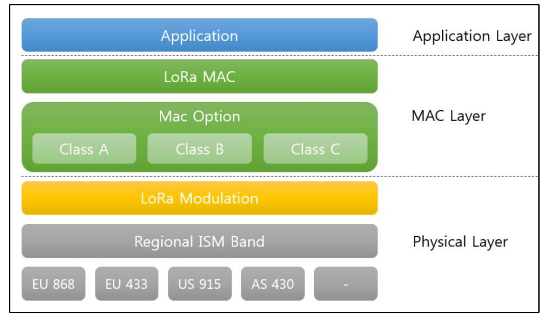 Application
Application Layer
LoRa MAC
Mac Option
MAC Layer
Class A
Class B
Class C
LoRa Modulation
Regional ISM Band
Physical Layer
EU 868
EU 433
US 915
AS 430
-